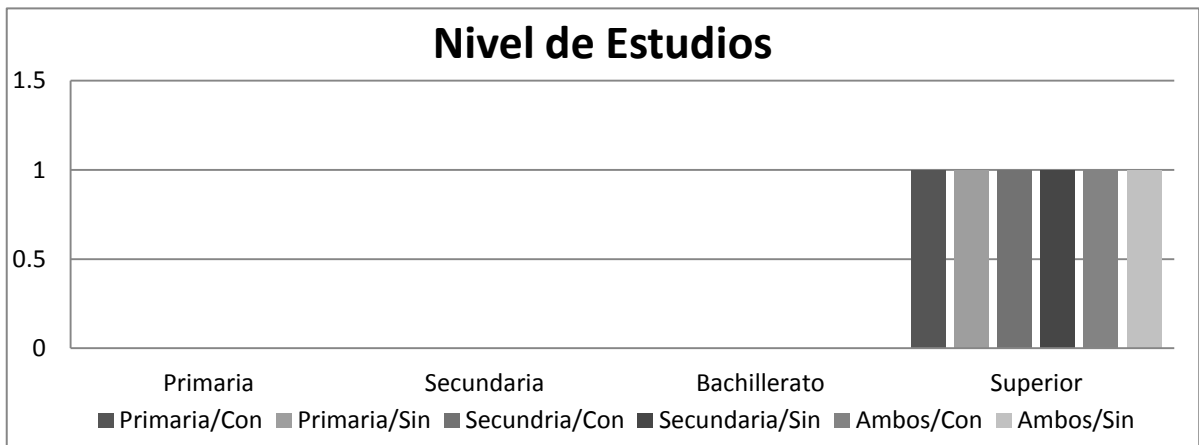 Nivel de Estudios
1.5
1
0.5
0
Primaria Secundaria Bachillerato Superior
Primaria/Con Primaria/Sin Secundria/Con Secundaria/Sin Ambos/Con Ambos/Sin